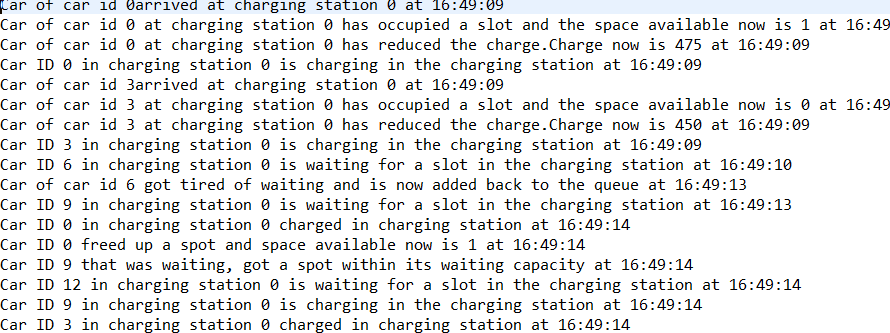 Car of car id 0arrived at charging station 0 at 16:49:09
Car of car id 0 at charging station 0 has occupied a slot and the space available now is 1 at 16:49
Car of car id 0 at charging station 0 has reduced the charge.Charge now is 475 at 16:49:09
Car ID 0 in charging station 0 is charging in the charging station at 16:49:09
Car of car id 3arrived at charging station 0 at 16:49:09
Car of car id 3 at charging station 0 has occupied a slot and the space available now is 0 at 16:49
Car of car id 3 at charging station 0 has reduced the charge.Charge now is 450 at 16:49:09
Car ID 3 in charging station 0 is charging in the charging station at 16:49:09
Car ID 6 in charging station 0 is waiting for a slot in the charging station at 16:49:10
Car of car id 6 got tired of waiting and is now added back to the queue at 16:49:13
Car ID 9 in charging station 0 is waiting for a slot in the charging station at 16:49:13
Car ID 0 in charging station 0 charged in charging station at 16:49:14
Car ID 0 freed up a spot and space available now is 1 at 16:49:14
Car ID 9 that was waiting, got a spot within its waiting capacity at 16:49:14
Car ID 12 in charging station 0 is waiting for a slot in the charging station at 16:49:14
Car ID 9 in charging station 0 is charging in the charging station at 16:49:14
Car ID 3 in charging station 0 charged in charging station at 16:49:14